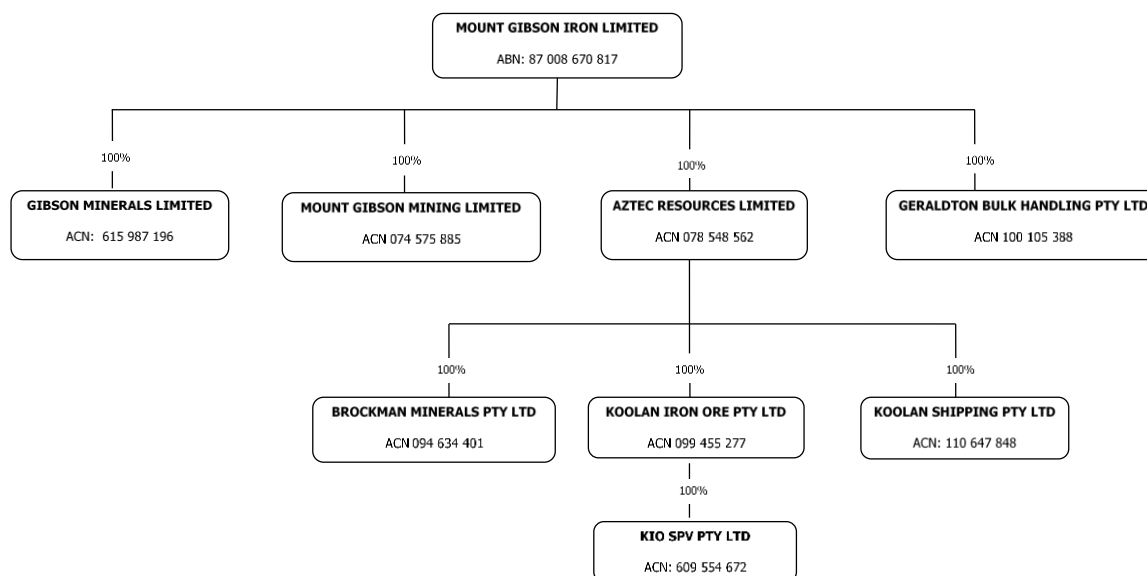 MOUNT GIBSON IRON LIMITED
ABN: 87 008 670 817
100%
100%
100%
100%
GIBSON MINERALS LIMITED
ACN: 615 987 196
MOUNT GIBSON MINING LIMITED
ACN 074 575 885
AZTEC RESOURCES LIMITED
ACN 078 548 562
GERALDTON BULK HANDLING PTY LTD
ACN 100 105 388
100%
100%
100%
BROCKMAN MINERALS PTY LTD
ACN 094 634 401
KOOLAN IRON ORE PTY LTD
ACN 099 455 277
KOOLAN SHIPPING PTY LTD
ACN: 110 647 848
100%
KIO SPV PTY LTD
ACN: 609 554 672